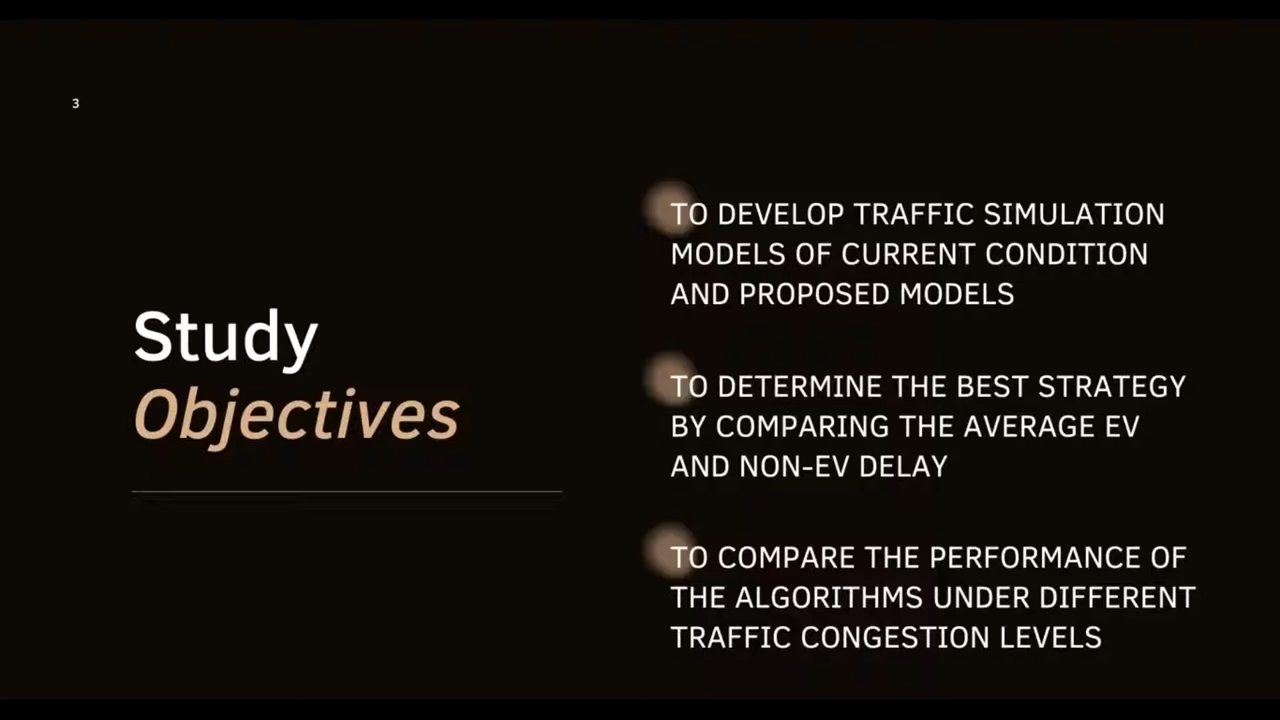 3
Study
Objectives
TO DEVELOP TRAFFIC SIMULATION
MODELS OF CURRENT CONDITION
AND PROPOSED MODELS
TO DETERMINE THE BEST STRATEGY
BY COMPARING THE AVERAGE EV
AND NON-EV DELAY
TO COMPARE THE PERFORMANCE OF
THE ALGORITHMS UNDER DIFFERENT
TRAFFIC CONGESTION LEVELS